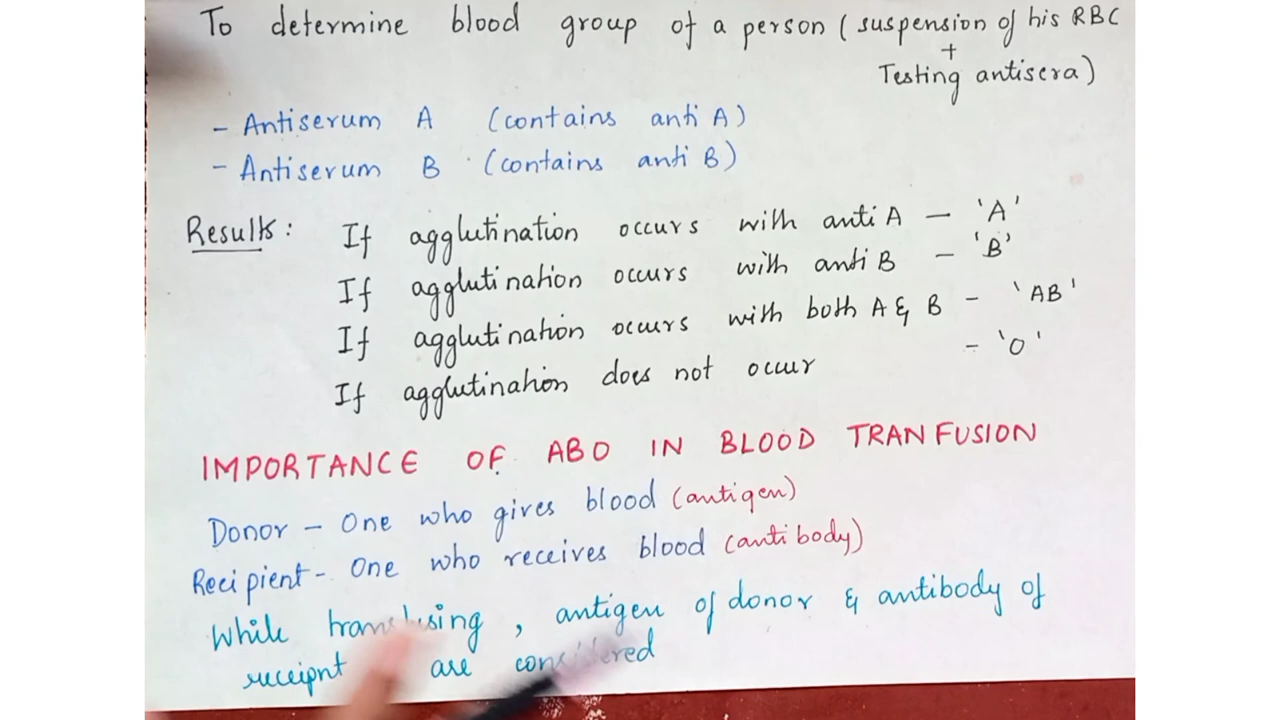 To determine blood group of a person ( suspension of his RBC
+
Testing antisera)
- Antiserum A (contains anti A)
- Antiserum B (contains anti B)
Results : If agglutination occurs with anti A - 'A'
If agglutination occurs with anti B - 'B'
If agglutination occurs with both A & B - 'AB'
If agglutination does not occur - 'O'
IMPORTANCE OF ABO IN BLOOD TRANFUSION
Donor - One who gives blood (antigen)
Recipient - One who receives blood (antibody)
While transfusing , antigen of donor & antibody of
receipnt are considered